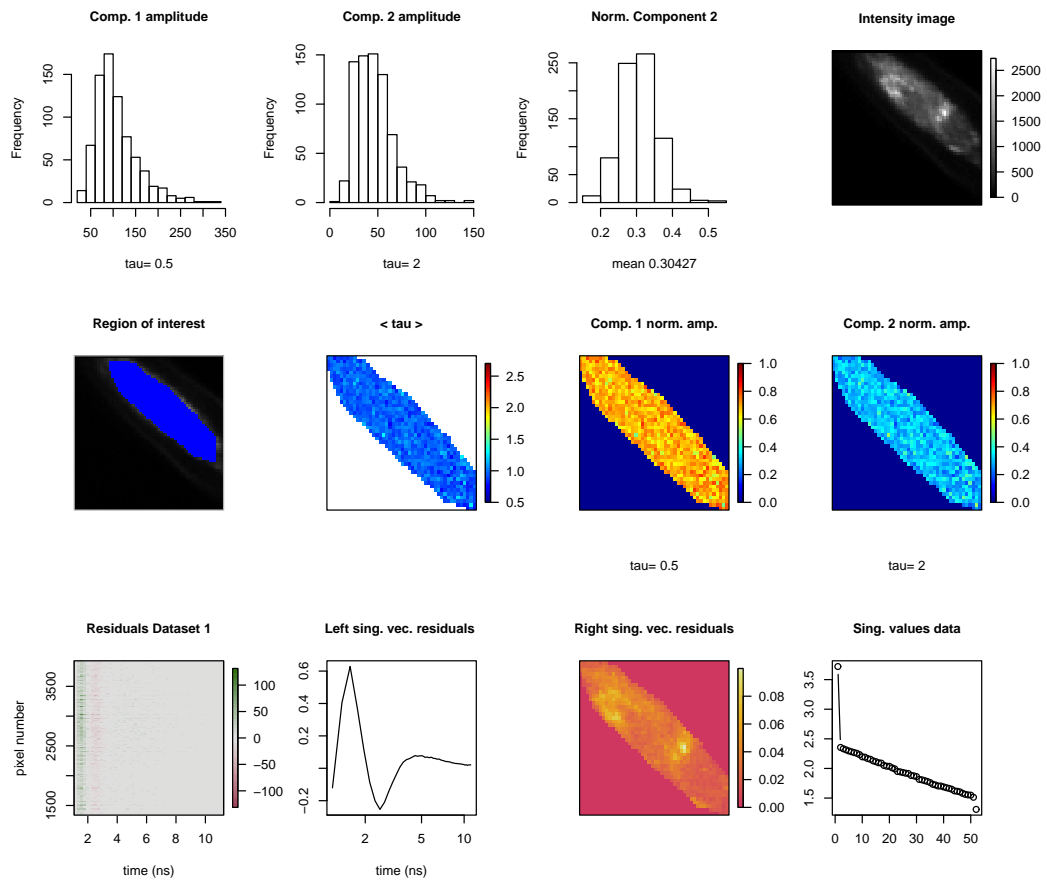 Comp. 1 amplitude
Frequency
0 50 100 150
50 150 250 350
tau= 0.5
Comp. 2 amplitude
Frequency
0 50 100 150
0 50 100 150
tau= 2
Norm. Component 2
Frequency
0 50 150 250
0.2 0.3 0.4 0.5
mean 0.30427
Intensity image
2500
2000
1500
1000
500
0
Region of interest
< tau >
2.5
2.0
1.5
1.0
0.5
Comp. 1 norm. amp.
1.0
0.8
0.6
0.4
0.2
0.0
tau= 0.5
Comp. 2 norm. amp.
1.0
0.8
0.6
0.4
0.2
0.0
tau= 2
Residuals Dataset 1
pixel number
1500 2500 3500
2 4 6 8 10
time (ns)
100
50
0
−50
−100
Left sing. vec. residuals
−0.2 0.2 0.4 0.6
2 5 10
time (ns)
Right sing. vec. residuals
0.08
0.06
0.04
0.02
0.00
Sing. values data
1.5 2.0 2.5 3.0 3.5
0 10 20 30 40 50